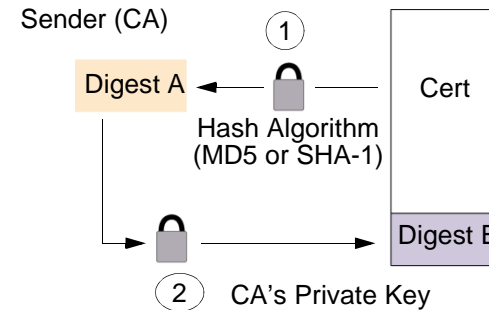 Sender (CA)
1
Digest A
Cert
Hash Algorithm
(MD5 or SHA-1)
Digest
2
CA's Private Key